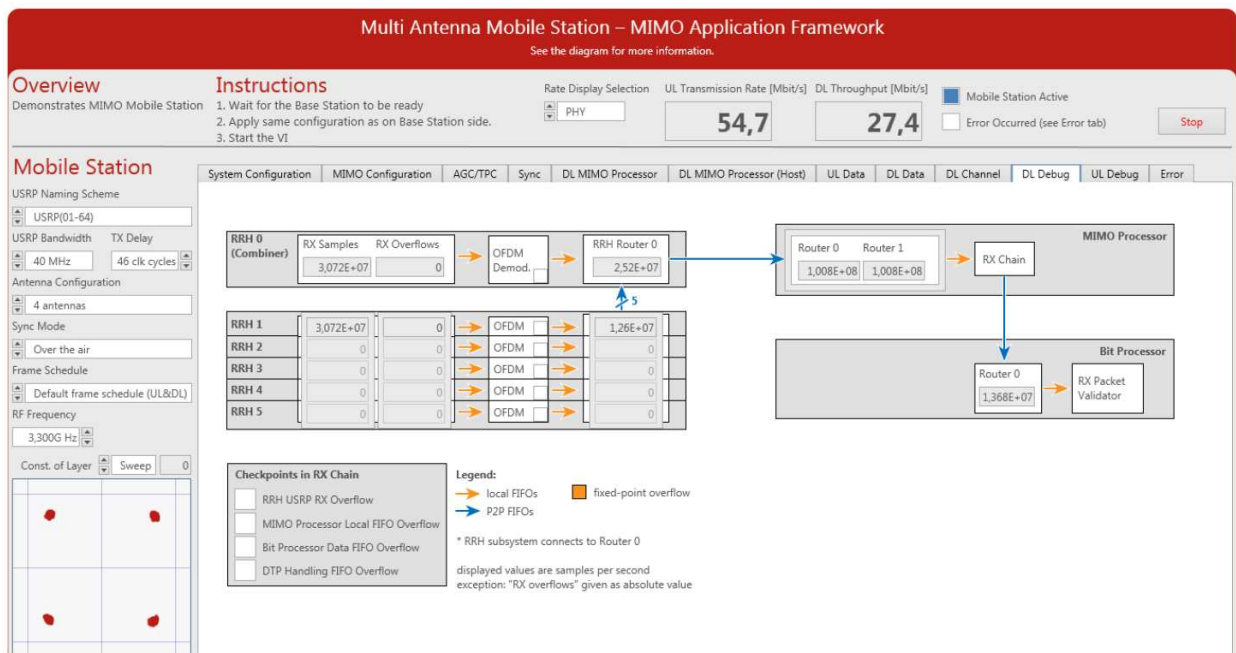 Multi Antenna Mobile Station – MIMO Application Framework
See the diagram for more information.
Overview
Demonstrates MIMO Mobile Station
Instructions
1. Wait for the Base Station to be ready
2. Apply same configuration as on Base Station side.
3. Start the VI
Rate Display Selection
PHY
UL Transmission Rate [Mbit/s]
54,7
DL Throughput [Mbit/s]
27,4
Mobile Station Active
Error Occurred (see Error tab)
Stop
Mobile Station
USRP Naming Scheme
USRP(01-64)
USRP Bandwidth TX Delay
40 MHz 46 clk cycles
Antenna Configuration
4 antennas
Sync Mode
Over the air
Frame Schedule
Default frame schedule (UL&DL)
RF Frequency
3,300G Hz
Const. of Layer Sweep 0
System Configuration MIMO Configuration AGC/TPC Sync DL MIMO Processor DL MIMO Processor (Host) UL Data DL Data DL Channel DL Debug UL Debug Error
RRH 0
(Combiner)
RX Samples RX Overflows
3,072E+07 0
OFDM
Demod.
RRH Router 0
2,52E+07
5
RRH 1 3,072E+07 0 OFDM 1,26E+07
RRH 2 0 0 OFDM 0
RRH 3 0 0 OFDM 0
RRH 4 0 0 OFDM 0
RRH 5 0 0 OFDM 0
MIMO Processor
Router 0 Router 1
1,008E+08 1,008E+08
RX Chain
Bit Processor
Router 0
1,368E+07
RX Packet
Validator
Checkpoints in RX Chain
RRH USRP RX Overflow
MIMO Processor Local FIFO Overflow
Bit Processor Data FIFO Overflow
DTP Handling FIFO Overflow
Legend:
local FIFOs fixed-point overflow
P2P FIFOs
* RRH subsystem connects to Router 0
displayed values are samples per second
exception: "RX overflows" given as absolute value